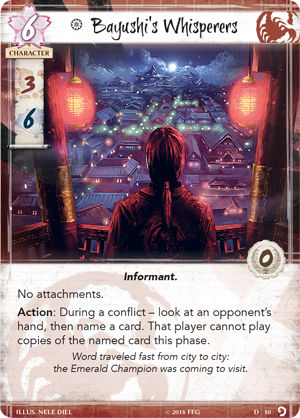 6
Bayushi's Whisperers
CHARACTER
3
6
0
Informant.
No attachments.
Action: During a conflict – look at an opponent's
hand, then name a card. That player cannot play
copies of the named card this phase.
Word traveled fast from city to city:
the Emerald Champion was coming to visit.
ILLUS. NELE DIEL
© 2018 FFG
D 10